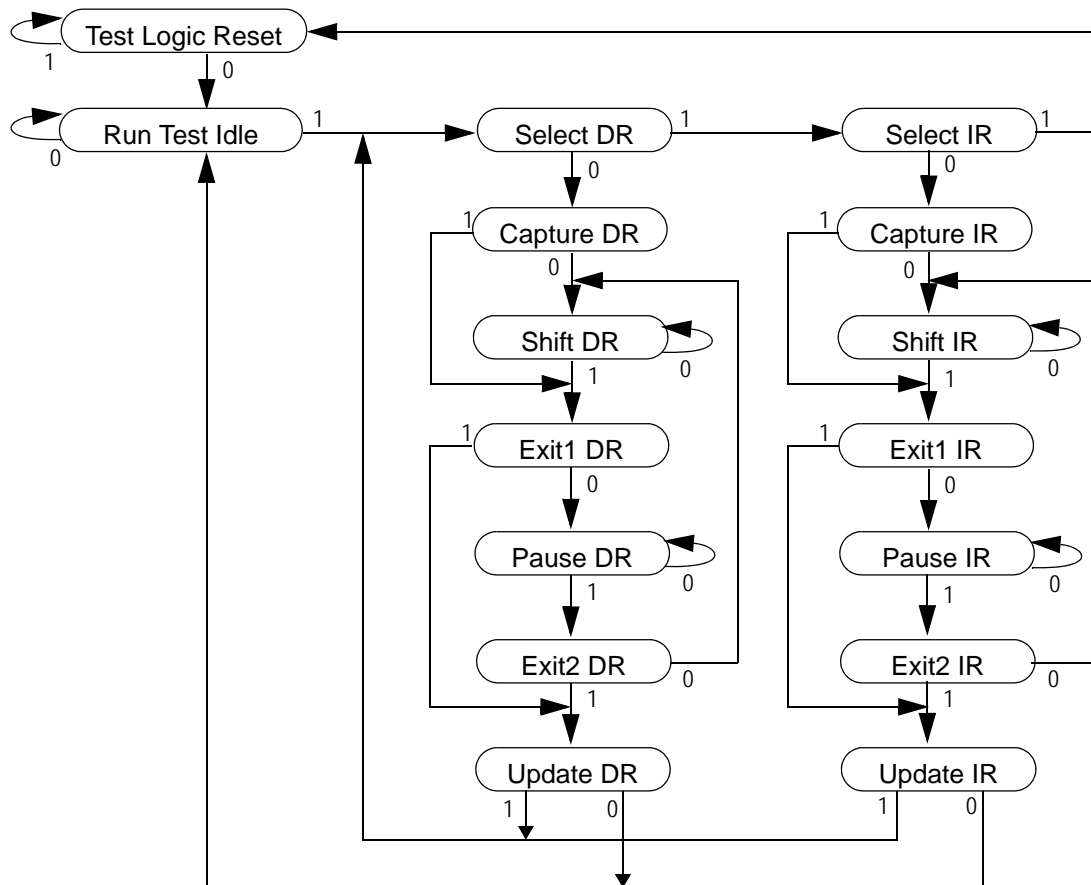 Test Logic Reset
1
0
Run Test Idle
1
0
Select DR
1
0
Select IR
1
0
1
Capture DR
0
1
Capture IR
0
Shift DR
0
1
Shift IR
0
1
1
Exit1 DR
0
1
Exit1 IR
0
Pause DR
0
1
Pause IR
0
1
Exit2 DR
0
1
Exit2 IR
0
1
Update DR
1
0
Update IR
1
0